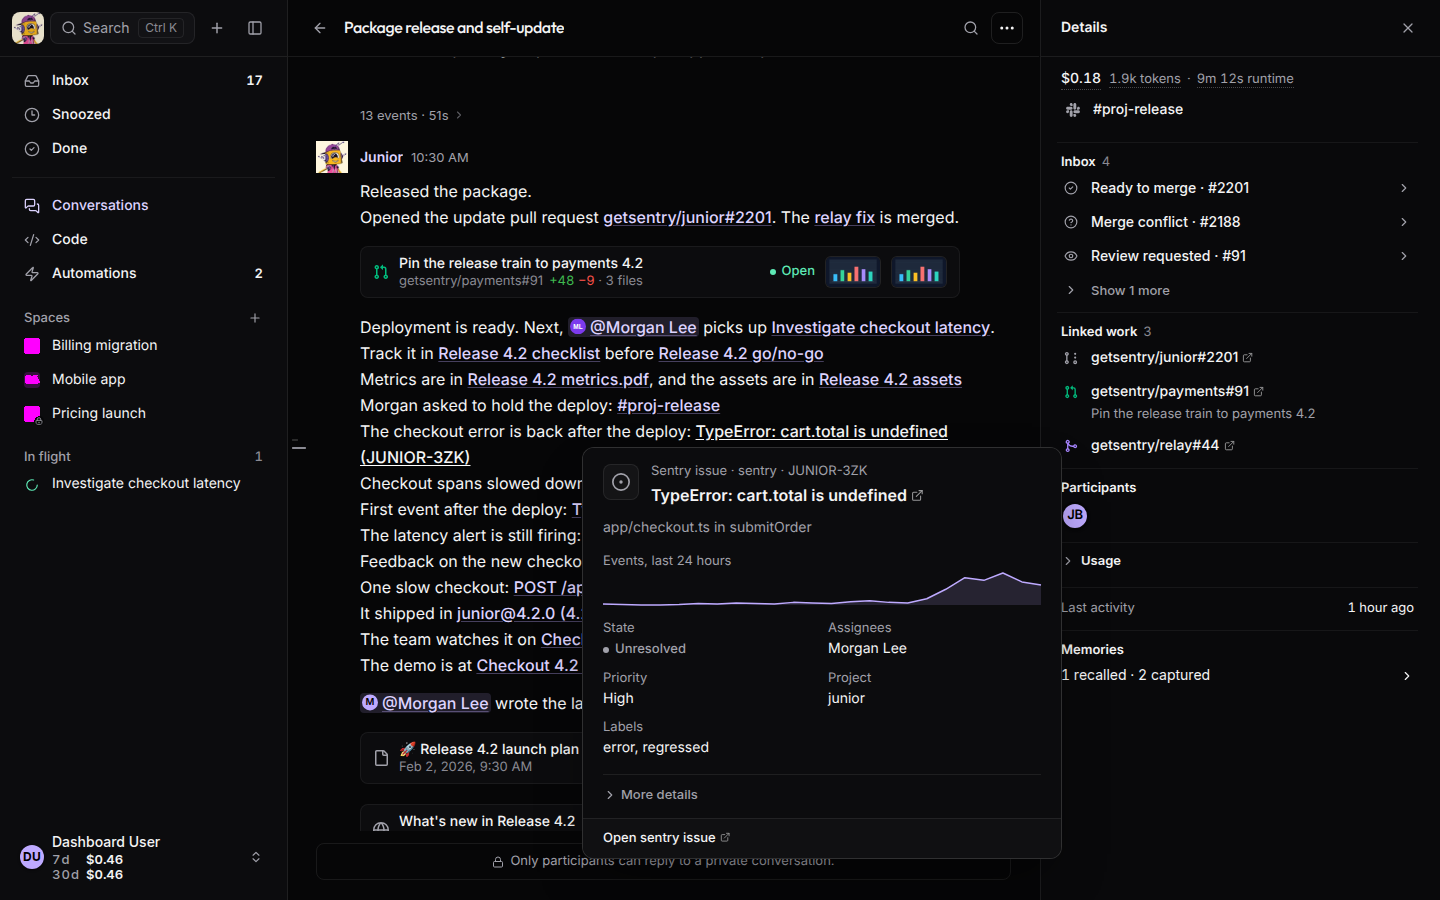 Search Ctrl K
Inbox 17
Snoozed
Done
Conversations
Code
Automations 2
Spaces
Billing migration
Mobile app
Pricing launch
In flight 1
Investigate checkout latency
DU
Dashboard User
7d $0.46
30d $0.46
Package release and self-update
13 events · 51s
Junior 10:30 AM
Released the package.
Opened the update pull request getsentry/junior#2201. The relay fix is merged.
Pin the release train to payments 4.2
getsentry/payments#91 +48 −9 · 3 files
Open
Deployment is ready. Next, ML @Morgan Lee picks up Investigate checkout latency.
Track it in Release 4.2 checklist before Release 4.2 go/no-go
Metrics are in Release 4.2 metrics.pdf, and the assets are in Release 4.2 assets
Morgan asked to hold the deploy: #proj-release
The checkout error is back after the deploy: TypeError: cart.total is undefined
(JUNIOR-3ZK)
Checkout spans slowed down
First event after the deploy: T
The latency alert is still firing:
Feedback on the new checko
One slow checkout: POST /ap
It shipped in junior@4.2.0 (4.
The team watches it on Chec
The demo is at Checkout 4.2
M @Morgan Lee wrote the la
🚀 Release 4.2 launch plan
Feb 2, 2026, 9:30 AM
What's new in Release 4.2
Only participants can reply to a private conversation.
Sentry issue · sentry · JUNIOR-3ZK
TypeError: cart.total is undefined
app/checkout.ts in submitOrder
Events, last 24 hours
State Assignees
Unresolved Morgan Lee
Priority Project
High junior
Labels
error, regressed
More details
Open sentry issue
Details
$0.18 1.9k tokens · 9m 12s runtime
#proj-release
Inbox 4
Ready to merge · #2201
Merge conflict · #2188
Review requested · #91
Show 1 more
Linked work 3
getsentry/junior#2201
getsentry/payments#91
Pin the release train to payments 4.2
getsentry/relay#44
Participants
JB
Usage
Last activity 1 hour ago
Memories
1 recalled · 2 captured